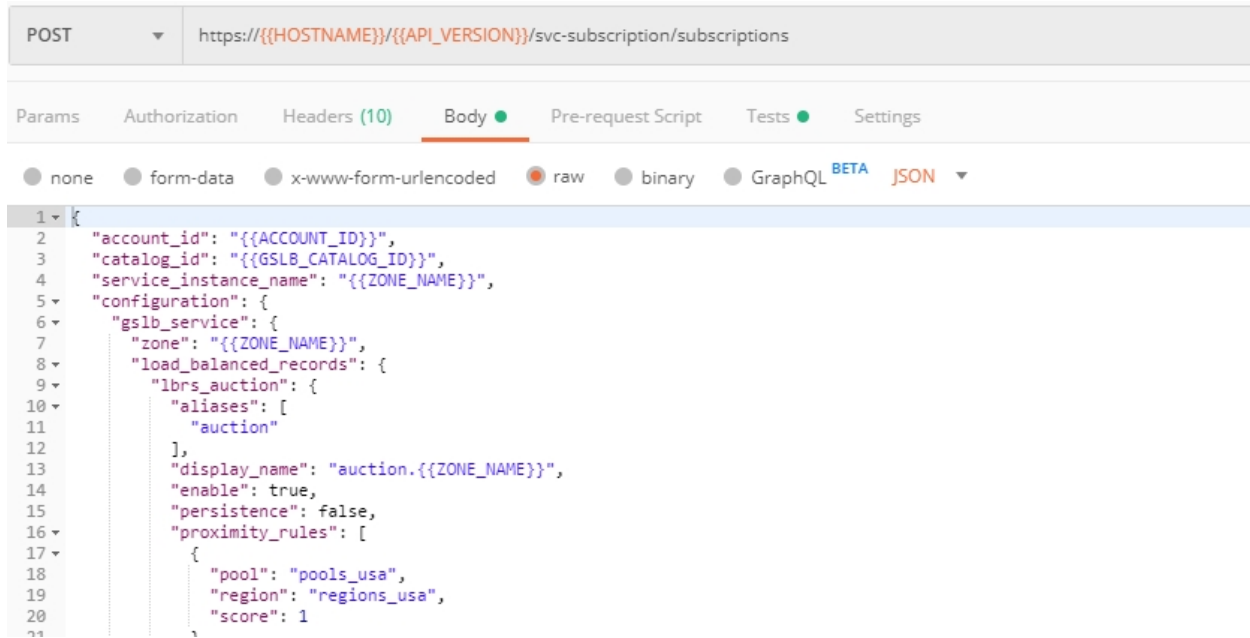 POST https://{{HOSTNAME}}/{{API_VERSION}}/svc-subscription/subscriptions
Params Authorization Headers (10) Body Pre-request Script Tests Settings
none form-data x-www-form-urlencoded raw binary GraphQL BETA JSON
1 {
2 "account_id": "{{ACCOUNT_ID}}",
3 "catalog_id": "{{GSLB_CATALOG_ID}}",
4 "service_instance_name": "{{ZONE_NAME}}",
5 "configuration": {
6 "gslb_service": {
7 "zone": "{{ZONE_NAME}}",
8 "load_balanced_records": {
9 "lbrs_auction": {
10 "aliases": [
11 "auction"
12 ],
13 "display_name": "auction.{{ZONE_NAME}}",
14 "enable": true,
15 "persistence": false,
16 "proximity_rules": [
17 {
18 "pool": "pools_usa",
19 "region": "regions_usa",
20 "score": 1
21 }